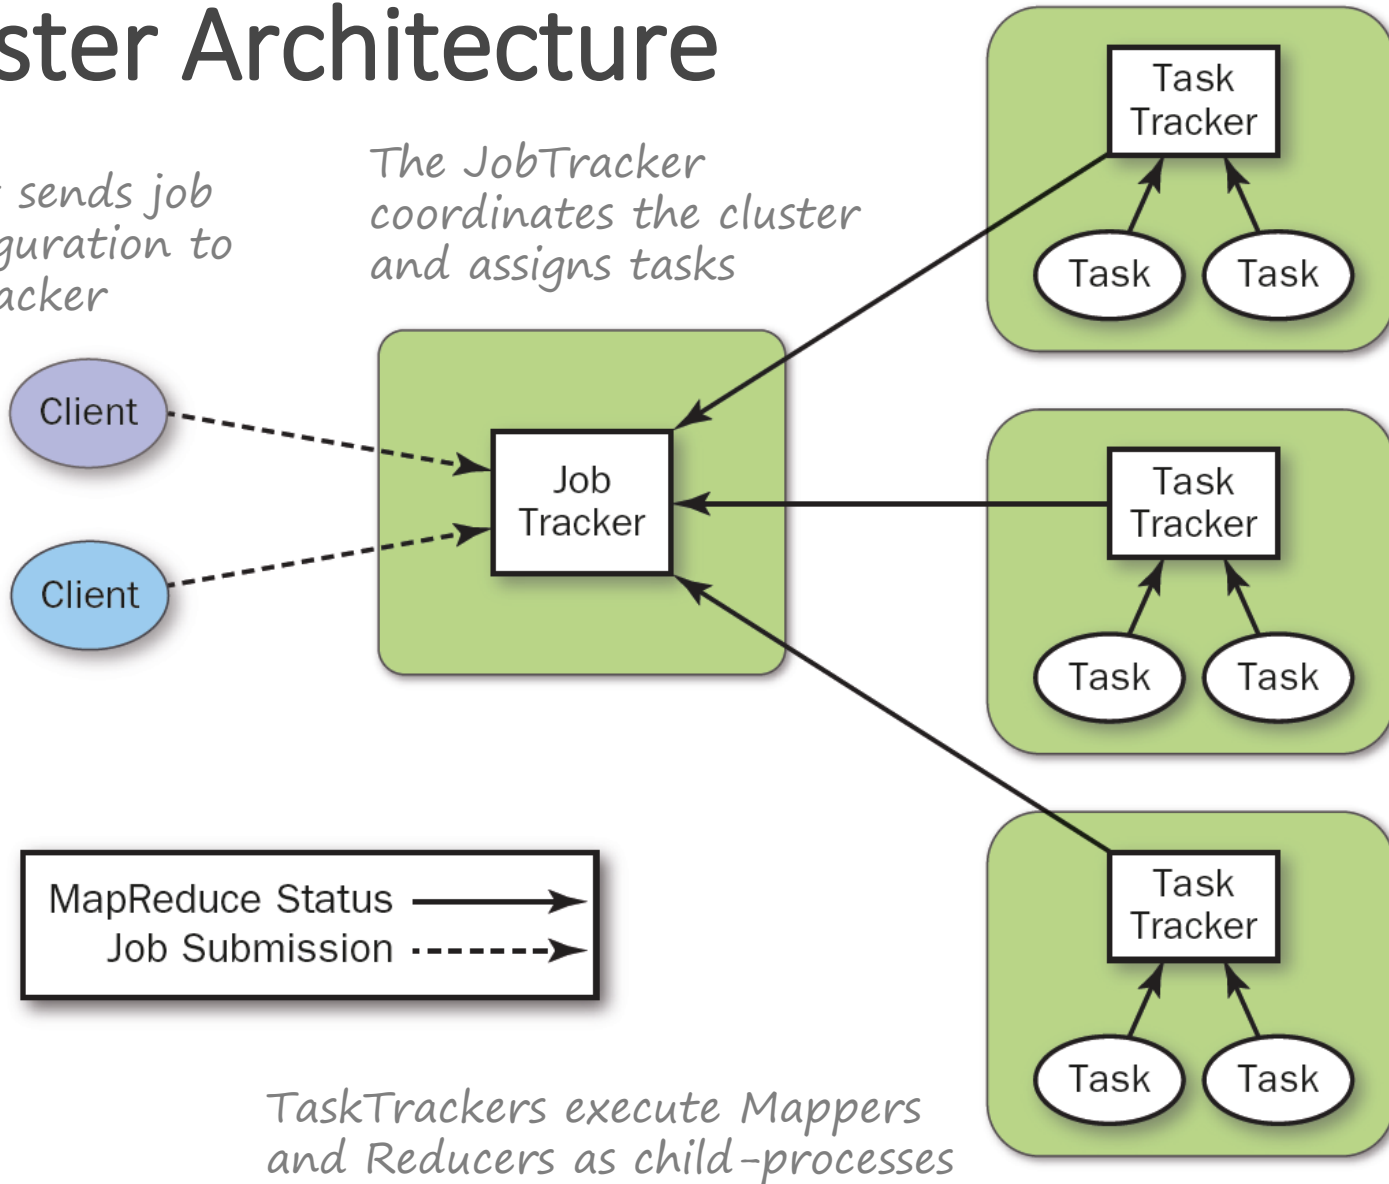 ster Architecture
sends job
guration to
acker
The JobTracker
coordinates the cluster
and assigns tasks
Client
Client
Job
Tracker
Task
Tracker
Task Task
Task
Tracker
Task Task
Task
Tracker
Task Task
MapReduce Status
Job Submission
TaskTrackers execute Mappers
and Reducers as child-processes